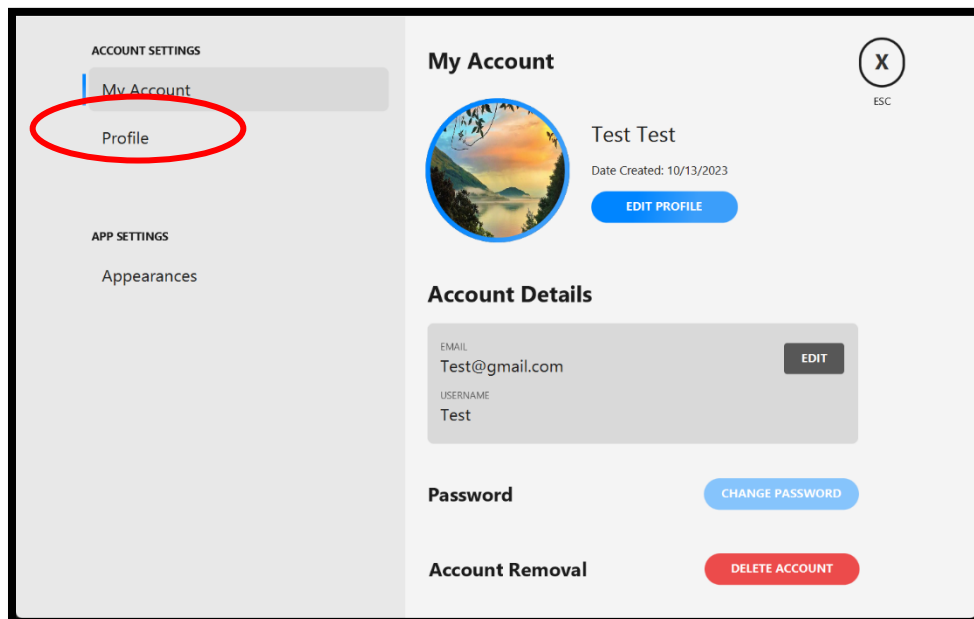 ACCOUNT SETTINGS
My Account
Profile
APP SETTINGS
Appearances
My Account
X
ESC
Test Test
Date Created: 10/13/2023
EDIT PROFILE
Account Details
EMAIL
Test@gmail.com
EDIT
USERNAME
Test
Password
CHANGE PASSWORD
Account Removal
DELETE ACCOUNT